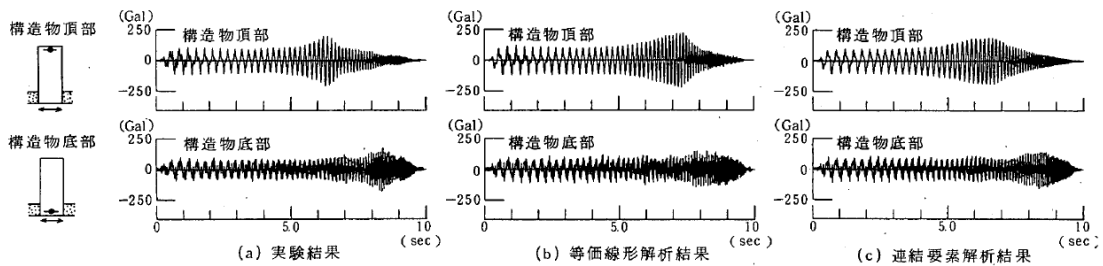 構造物頂部
(Gal)
250
0
-250
構造物頂部
(Gal)
250
0
-250
構造物頂部
(Gal)
250
0
-250
構造物頂部
構造物底部
(Gal)
250
0
-250
構造物底部
0 5.0 10
(sec)
(a) 実験結果
(Gal)
250
0
-250
構造物底部
0 5.0 10
(sec)
(b) 等価線形解析結果
(Gal)
250
0
-250
構造物底部
0 5.0 10
(sec)
(c) 連結要素解析結果